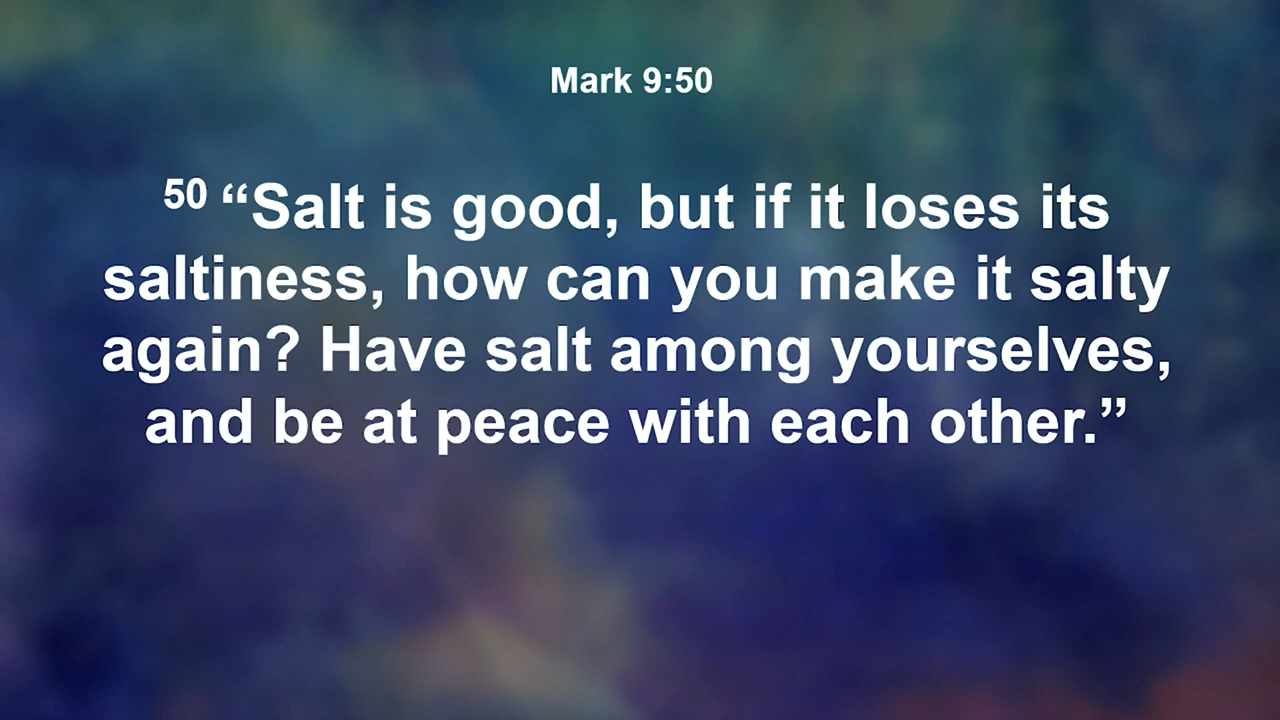 Mark 9:50
50 “Salt is good, but if it loses its
saltiness, how can you make it salty
again? Have salt among yourselves,
and be at peace with each other.”